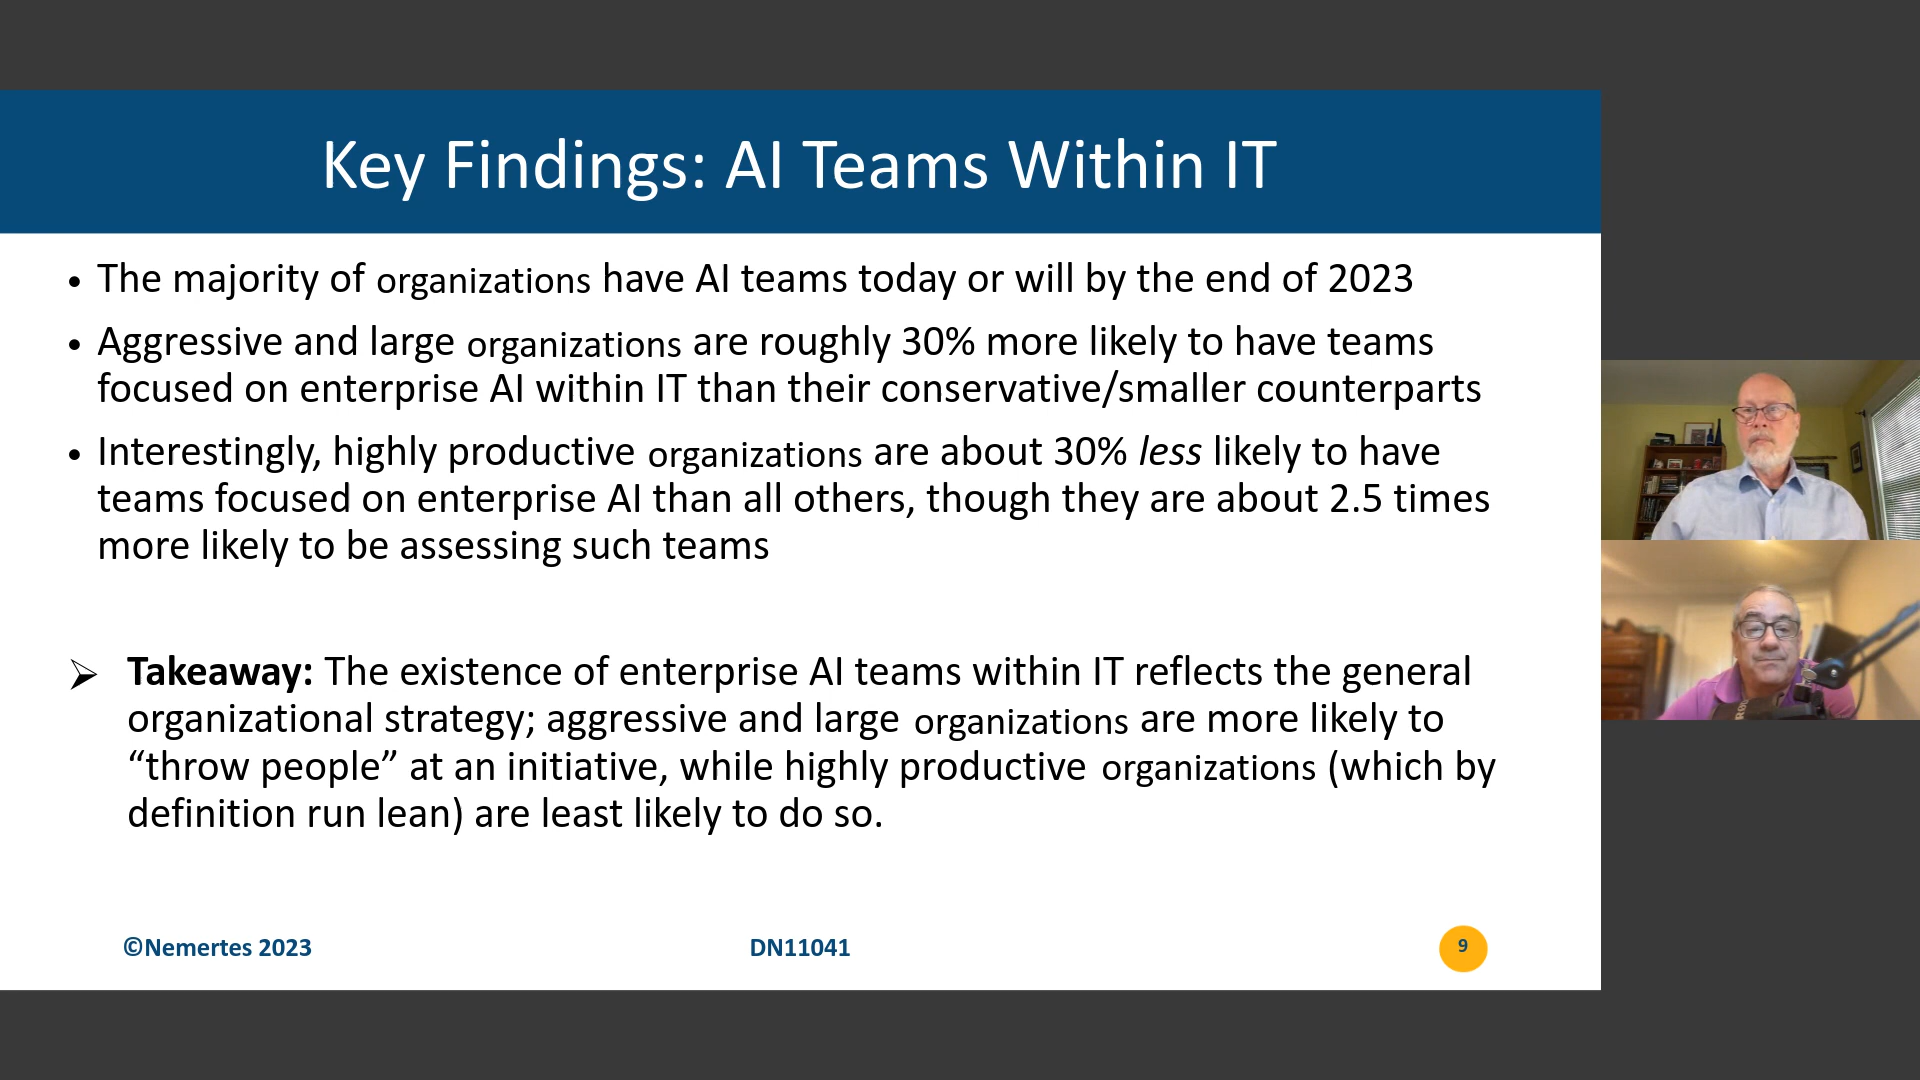 Key Findings: AI Teams Within IT
• The majority of organizations have AI teams today or will by the end of 2023
• Aggressive and large organizations are roughly 30% more likely to have teams
focused on enterprise AI within IT than their conservative/smaller counterparts
• Interestingly, highly productive organizations are about 30% less likely to have
teams focused on enterprise AI than all others, though they are about 2.5 times
more likely to be assessing such teams
➢ Takeaway: The existence of enterprise AI teams within IT reflects the general
organizational strategy; aggressive and large organizations are more likely to
“throw people” at an initiative, while highly productive organizations (which by
definition run lean) are least likely to do so.
©Nemertes 2023
DN11041
9